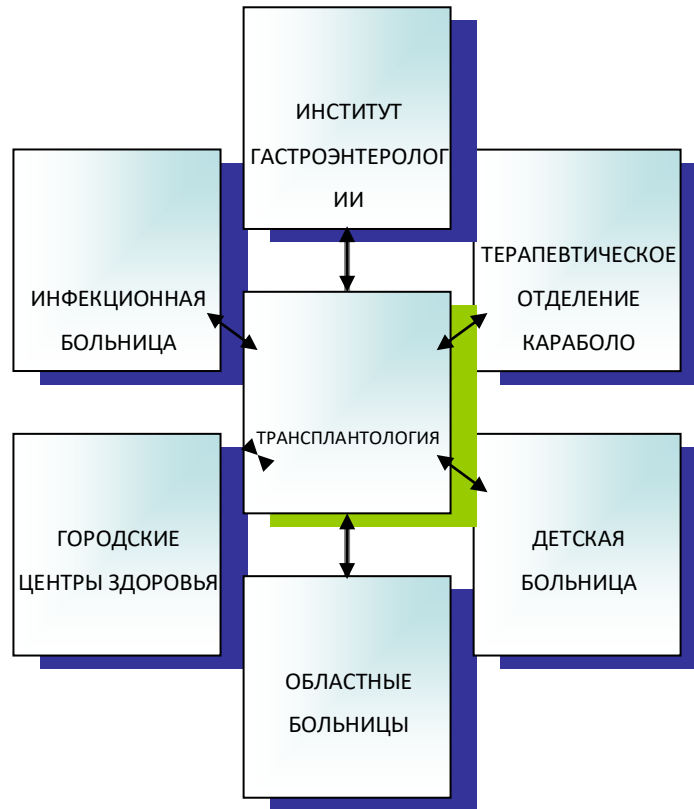 ИНСТИТУТ
ГАСТРОЭНТЕРОЛОГ
ИИ
ИНФЕКЦИОННАЯ
БОЛЬНИЦА
ТЕРАПЕВТИЧЕСКОЕ
ОТДЕЛЕНИЕ
КАРАБОЛО
ТРАНСПЛАНТОЛОГИЯ
ГОРОДСКИЕ
ЦЕНТРЫ ЗДОРОВЬЯ
ДЕТСКАЯ
БОЛЬНИЦА
ОБЛАСТНЫЕ
БОЛЬНИЦЫ